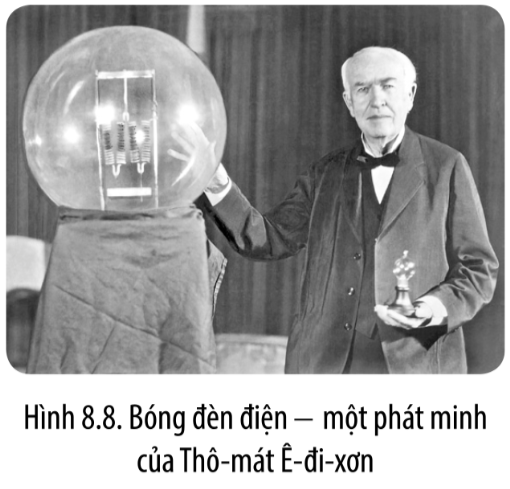 Hình 8.8. Bóng đèn điện – một phát minh
của Thô-mát Ê-đi-xơn